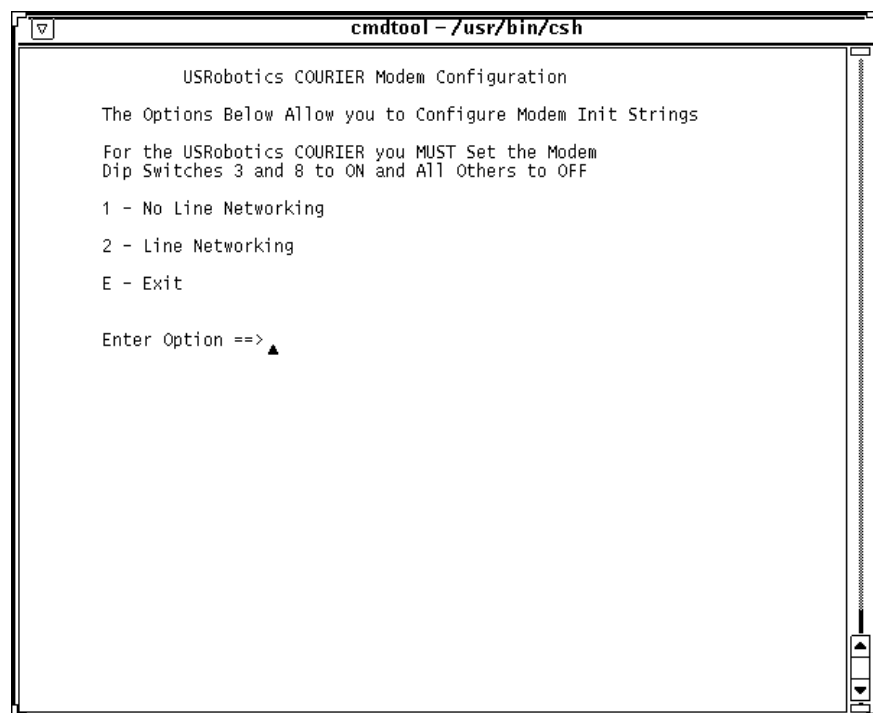 cmdtool – /usr/bin/csh
USRobotics COURIER Modem Configuration
The Options Below Allow you to Configure Modem Init Strings
For the USRobotics COURIER you MUST Set the Modem
Dip Switches 3 and 8 to ON and All Others to OFF
1 - No Line Networking
2 - Line Networking
E - Exit
Enter Option ==>